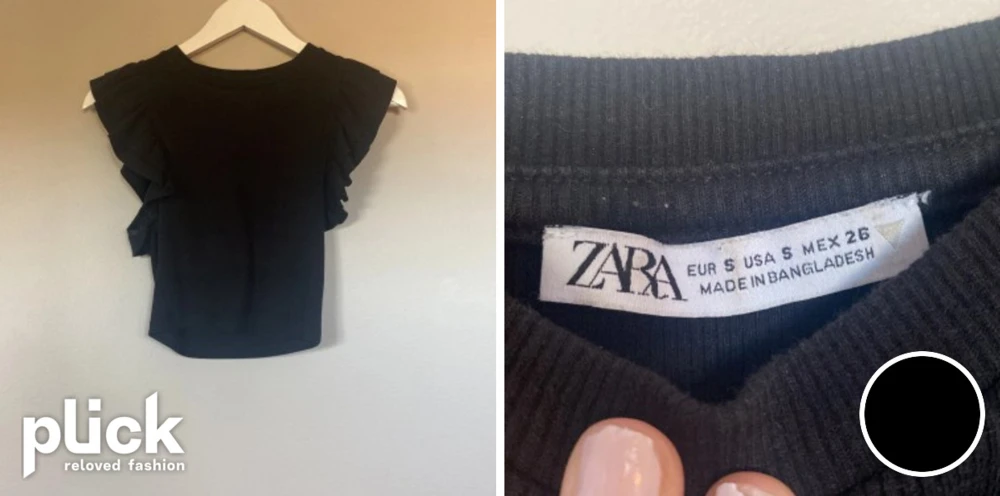 plick
reloved fashion
ZARA EUR S USA S MEX 26
MADE IN BANGLADESH